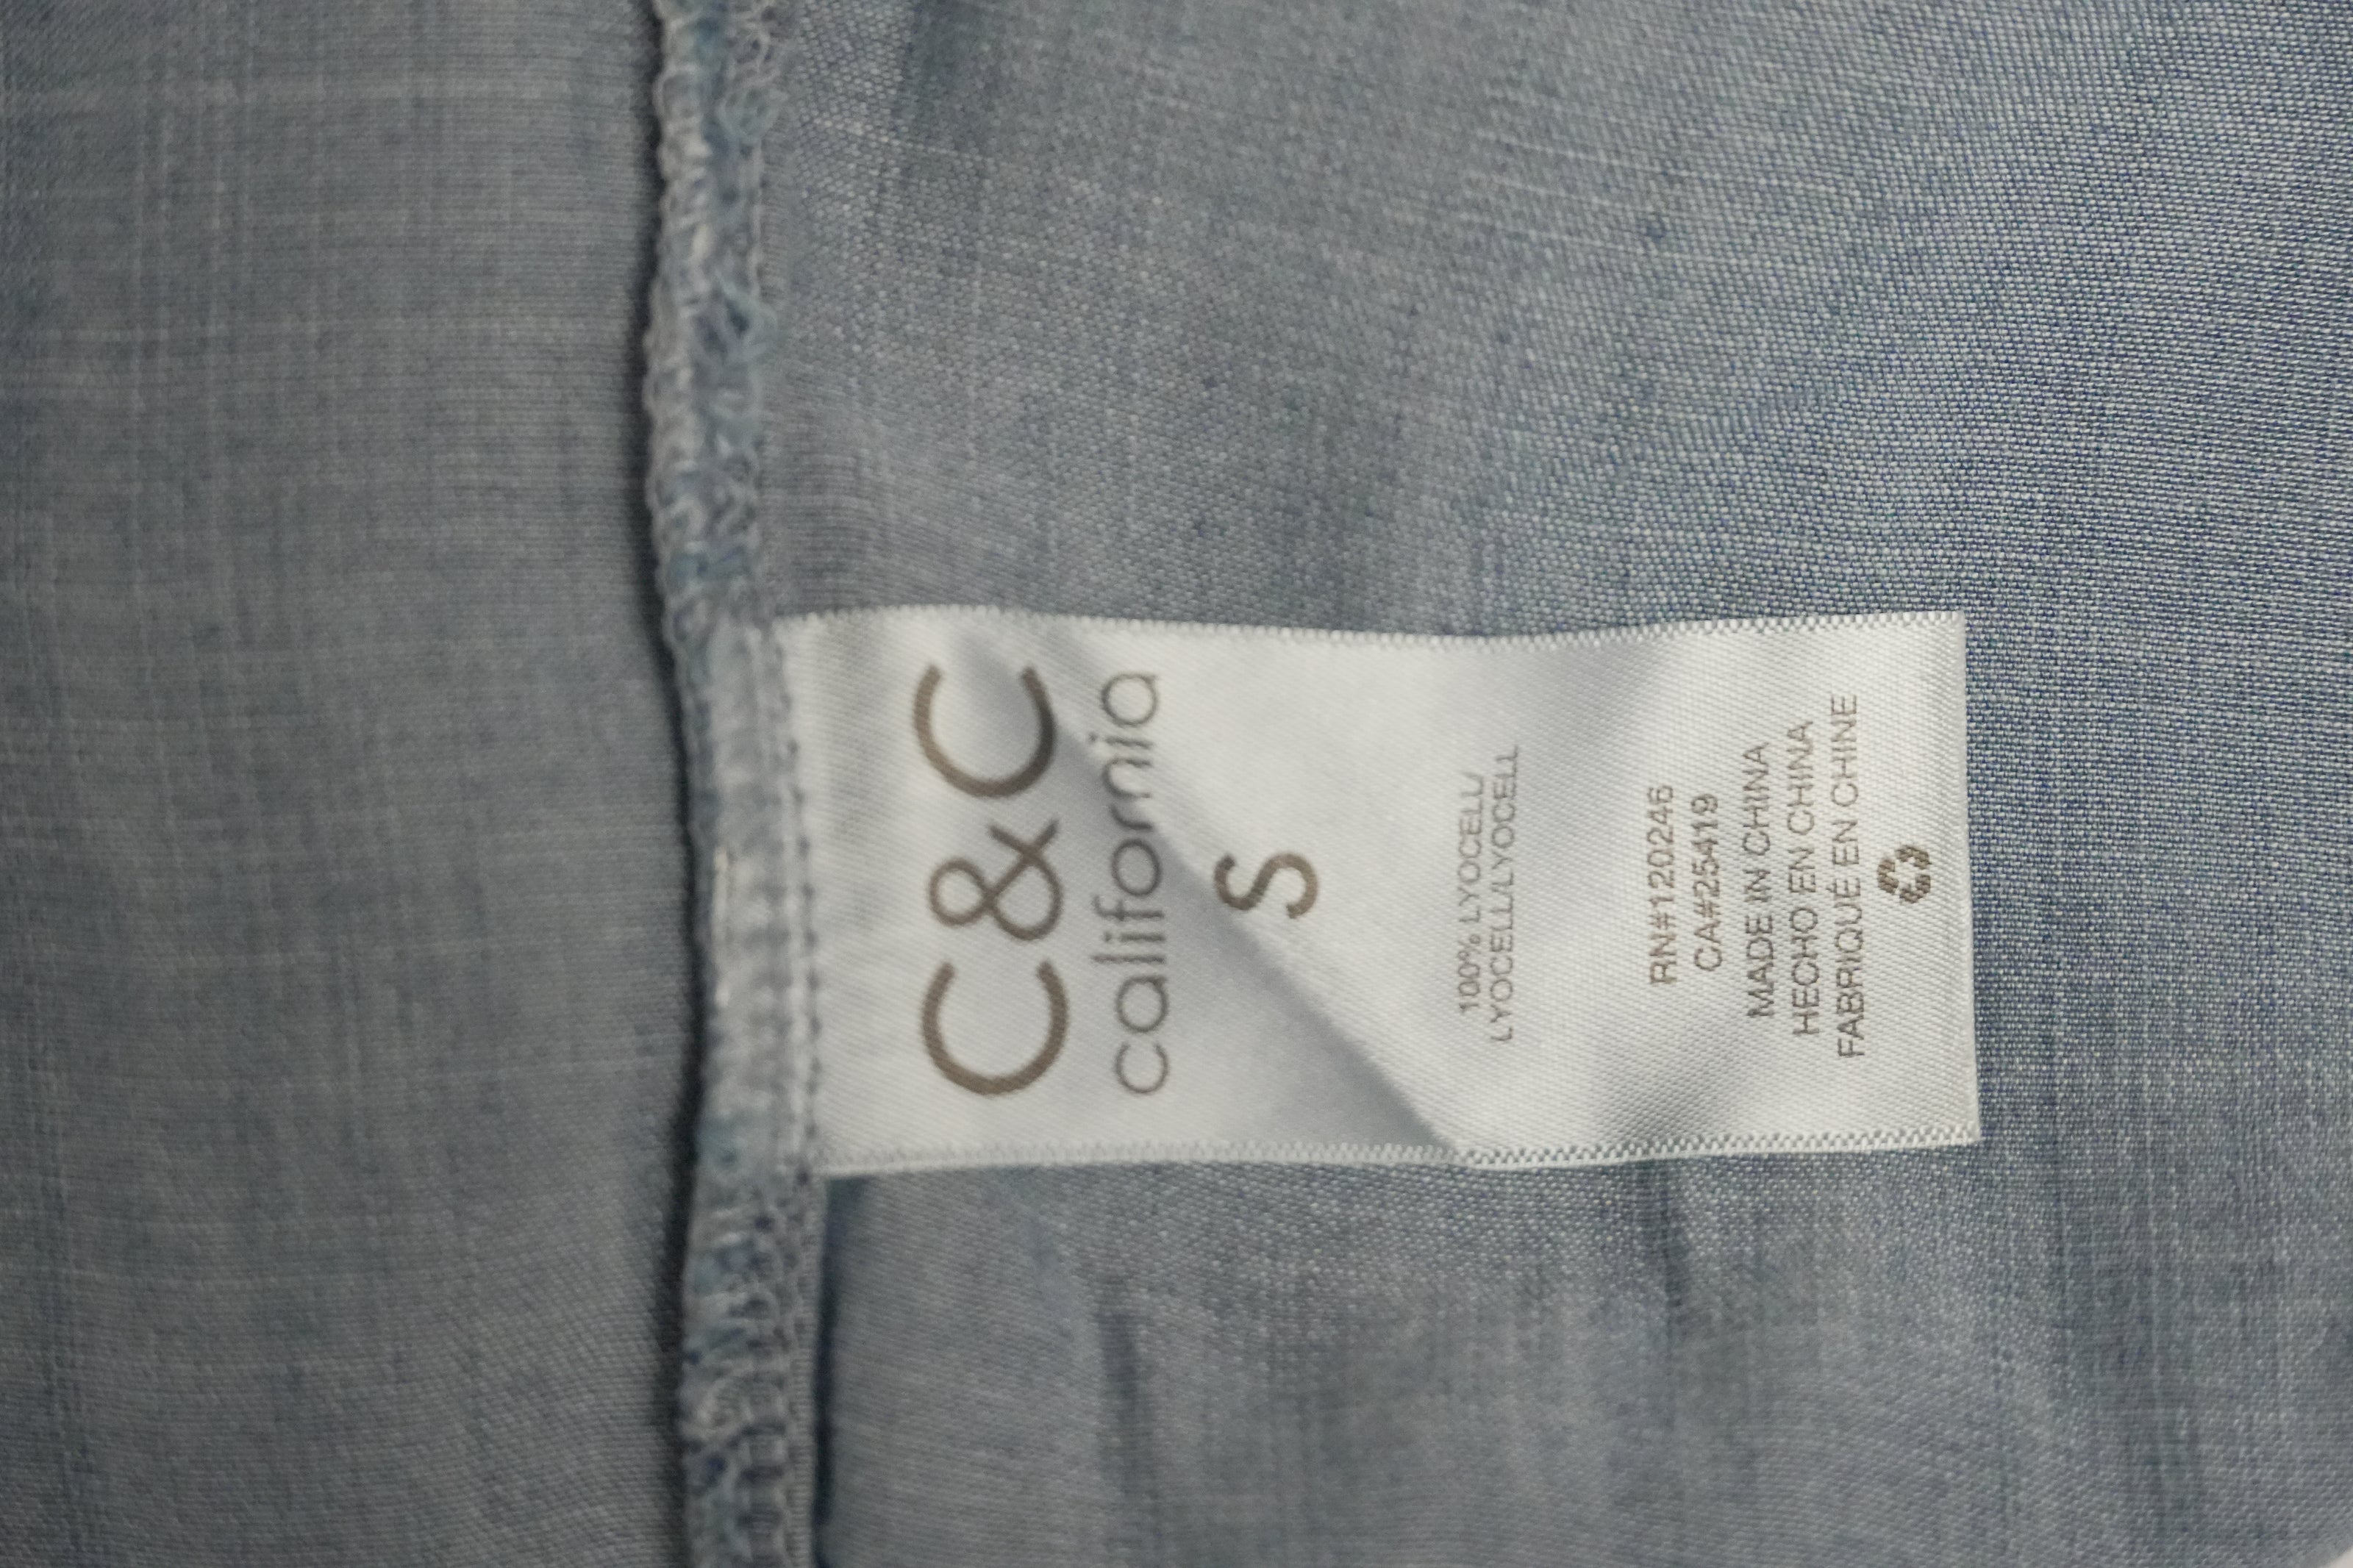 C&C
california
S
100% LYOCELL/
LYOCELL/LYOCELL
RN#120246
CA#25419
MADE IN CHINA
HECHO EN CHINA
FABRIQUÉ EN CHINE